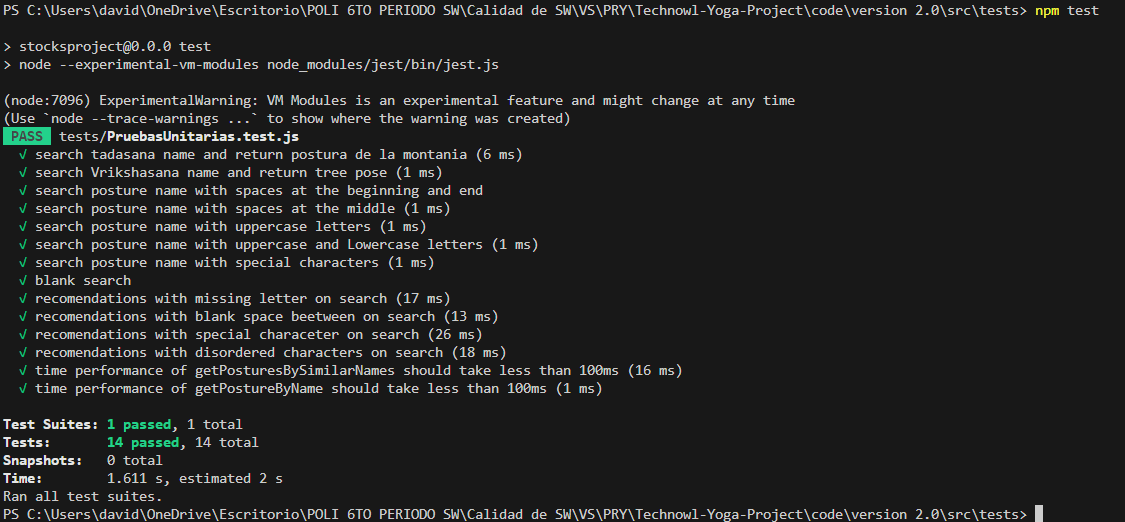 PS C:\Users\david\OneDrive\Escritorio\POLI 6TO PERIODO SW\Calidad de SW\VS\PRY\Technowl-Yoga-Project\code\version 2.0\src\tests> npm test
> stocksproject@0.0.0 test
> node --experimental-vm-modules node_modules/jest/bin/jest.js
(node:7096) ExperimentalWarning: VM Modules is an experimental feature and might change at any time
(Use `node --trace-warnings ...` to show where the warning was created)
PASS tests/PruebasUnitarias.test.js
√ search tadasana name and return postura de la montania (6 ms)
√ search Vrikshasana name and return tree pose (1 ms)
√ search posture name with spaces at the beginning and end
√ search posture name with spaces at the middle (1 ms)
√ search posture name with uppercase letters (1 ms)
√ search posture name with uppercase and Lowercase letters (1 ms)
√ search posture name with special characters (1 ms)
√ blank search
√ recomendations with missing letter on search (17 ms)
√ recomendations with blank space beetween on search (13 ms)
√ recomendations with special characeter on search (26 ms)
√ recomendations with disordered characters on search (18 ms)
√ time performance of getPosturesBySimilarNames should take less than 100ms (16 ms)
√ time performance of getPostureByName should take less than 100ms (1 ms)
Test Suites: 1 passed, 1 total
Tests: 14 passed, 14 total
Snapshots: 0 total
Time: 1.611 s, estimated 2 s
Ran all test suites.
PS C:\Users\david\OneDrive\Escritorio\POLI 6TO PERIODO SW\Calidad de SW\VS\PRY\Technowl-Yoga-Project\code\version 2.0\src\tests>